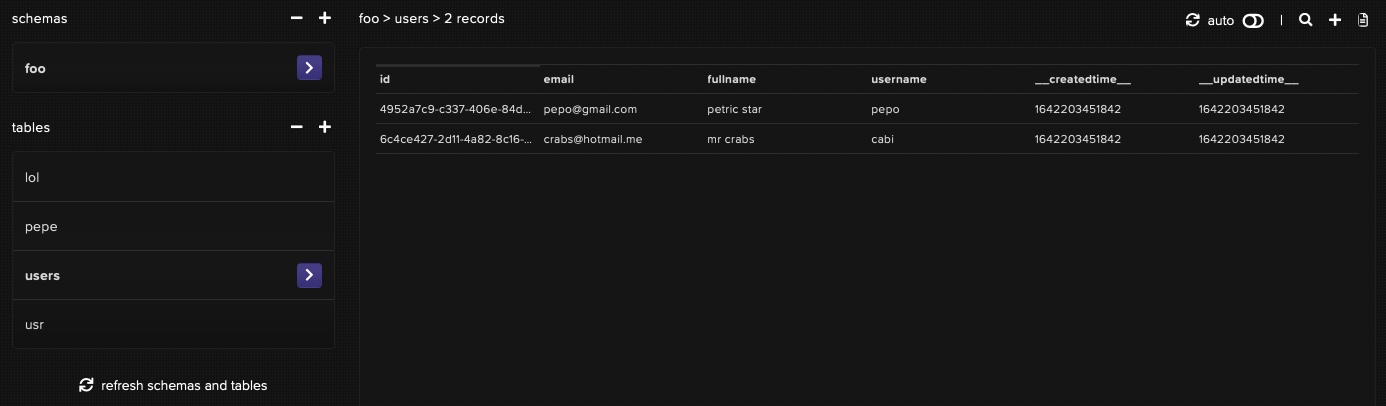 schemas
foo
tables
lol
pepe
users
usr
refresh schemas and tables
foo > users > 2 records
auto |
id email fullname username __createdtime__ __updatedtime__
4952a7c9-c337-406e-84d... pepo@gmail.com petric star pepo 1642203451842 1642203451842
6c4ce427-2d11-4a82-8c16-... crabs@hotmail.me mr crabs cabi 1642203451842 1642203451842